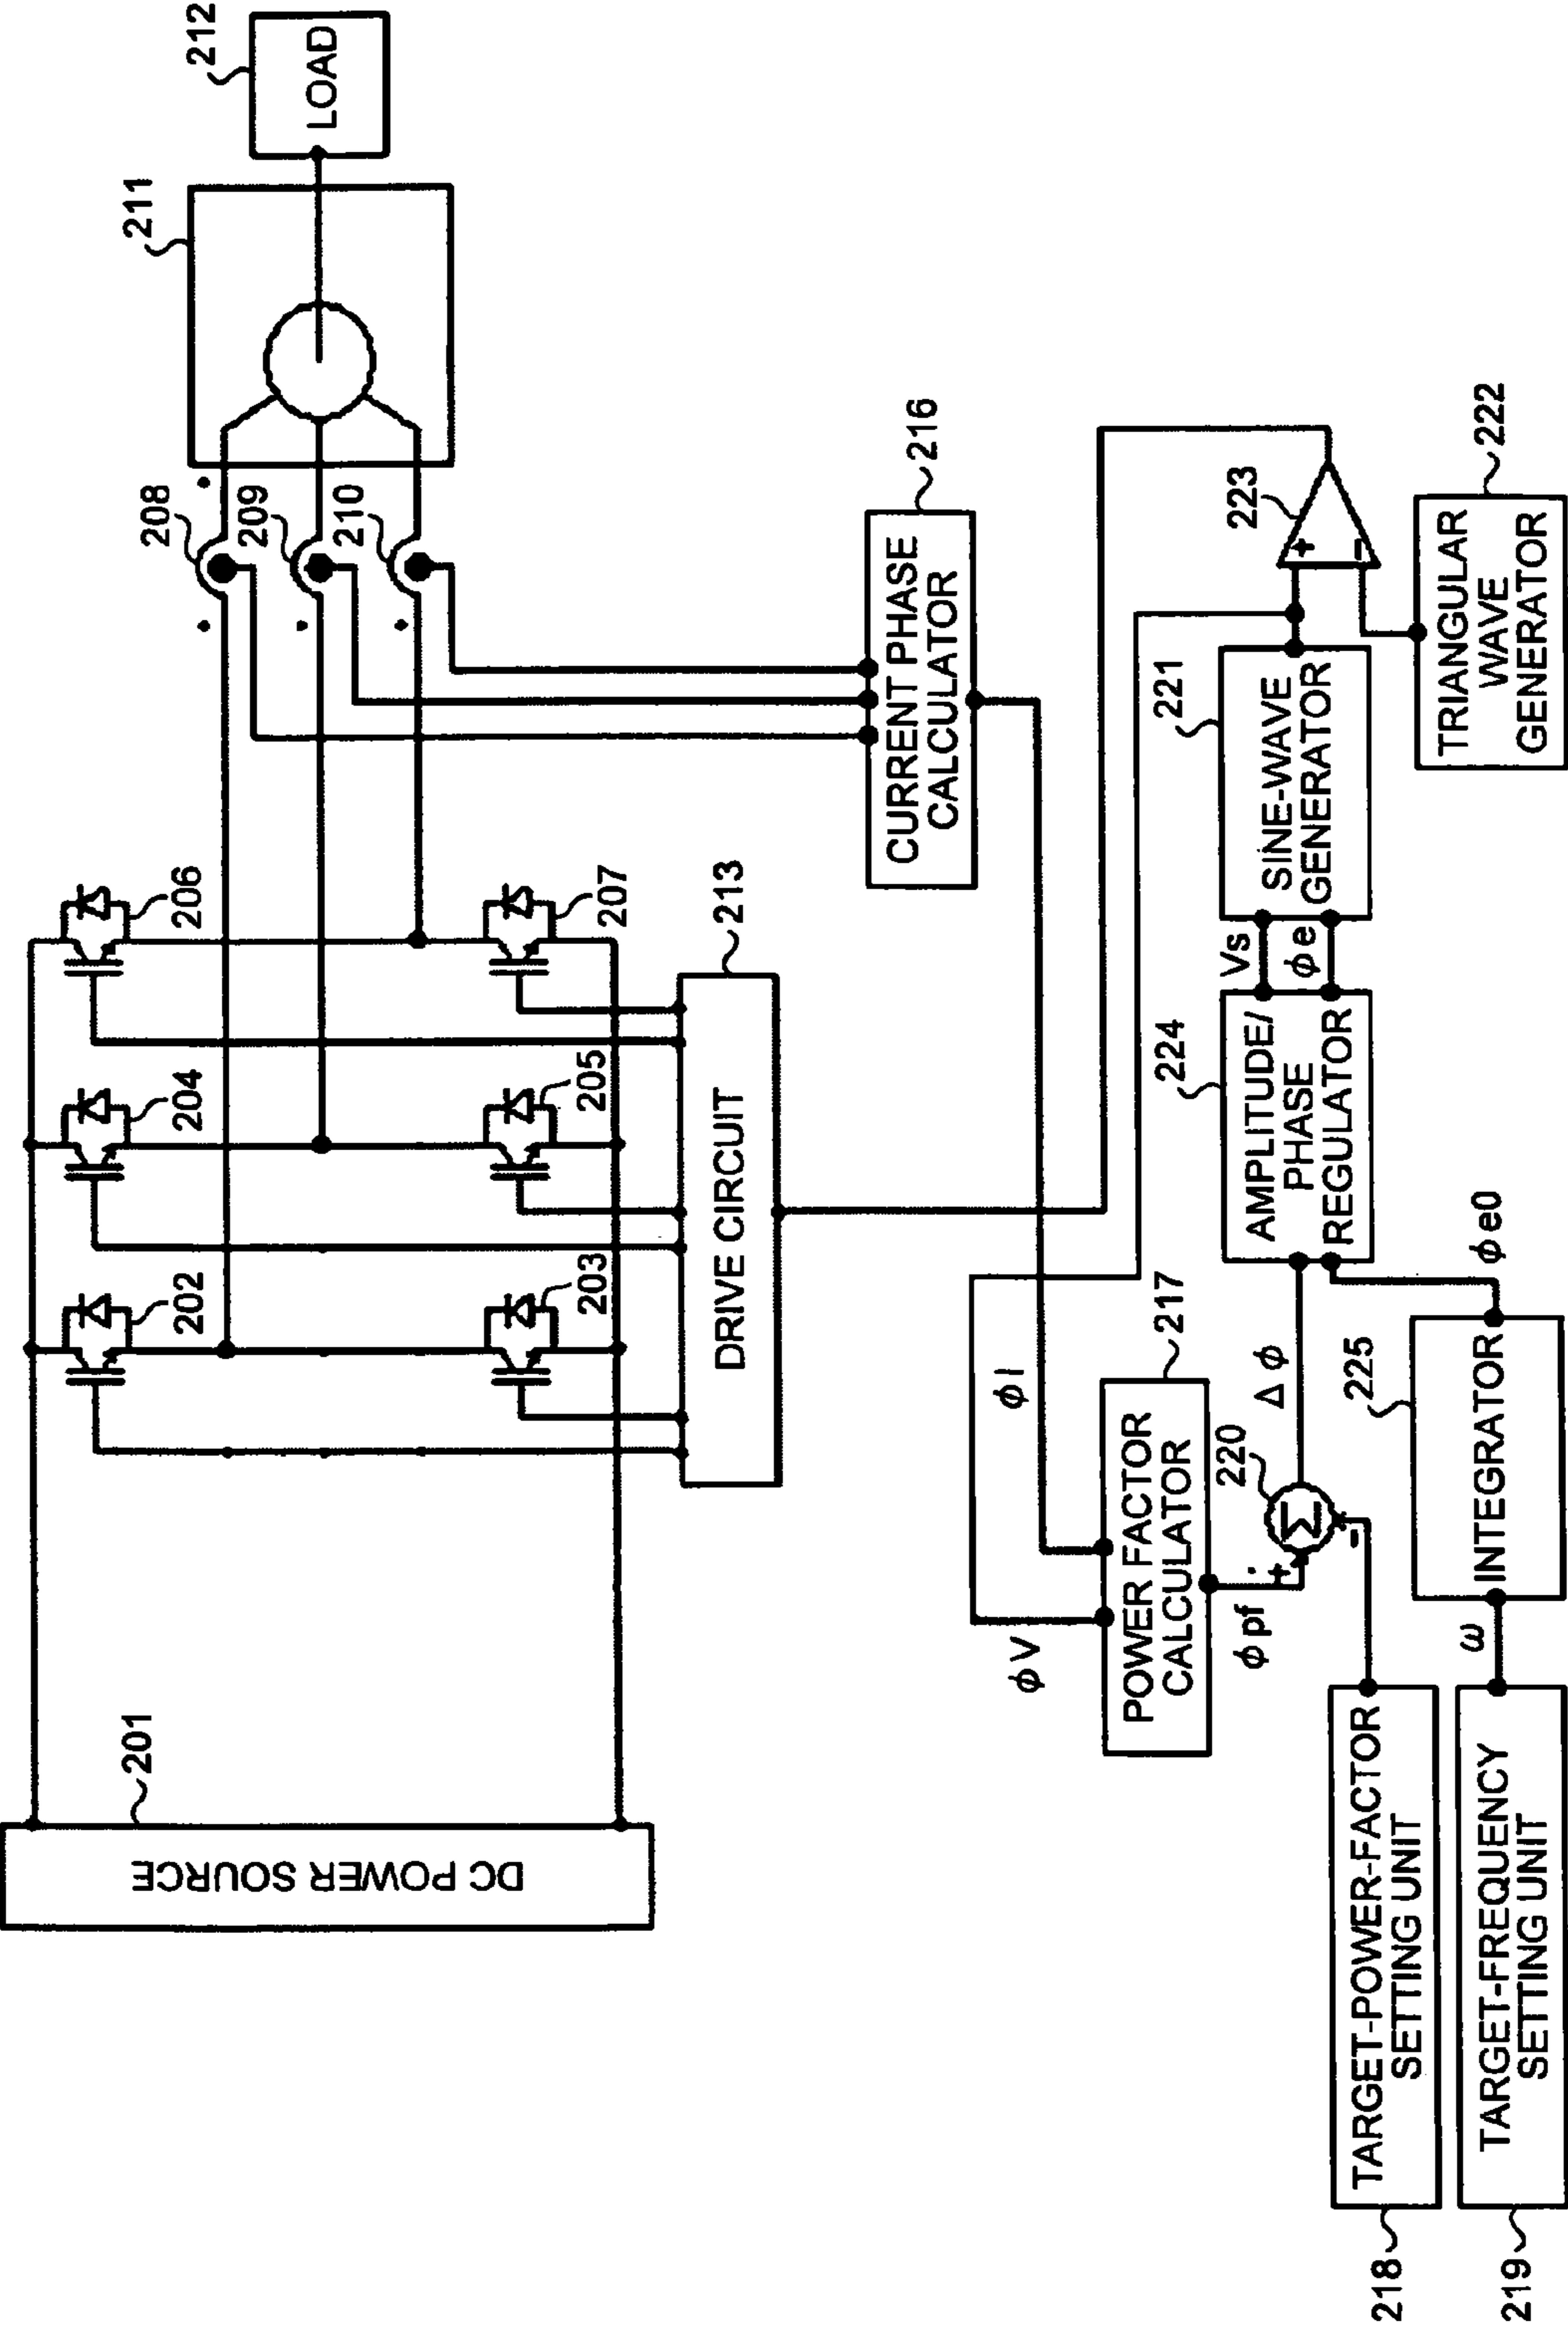 201
DC POWER SOURCE
202
203
204
205
206
207
208
209
210
211
212
LOAD
DRIVE CIRCUIT
213
CURRENT PHASE
CALCULATOR
216
φV
φI
POWER FACTOR
CALCULATOR
217
φpf
+
-
Σ
220
Δφ
AMPLITUDE/
PHASE
REGULATOR
224
Vs
φe
SINE-WAVE
GENERATOR
221
+
-
223
TRIANGULAR
WAVE
GENERATOR
222
218
TARGET-POWER-FACTOR
SETTING UNIT
219
TARGET-FREQUENCY
SETTING UNIT
ω
INTEGRATOR
225
φe0